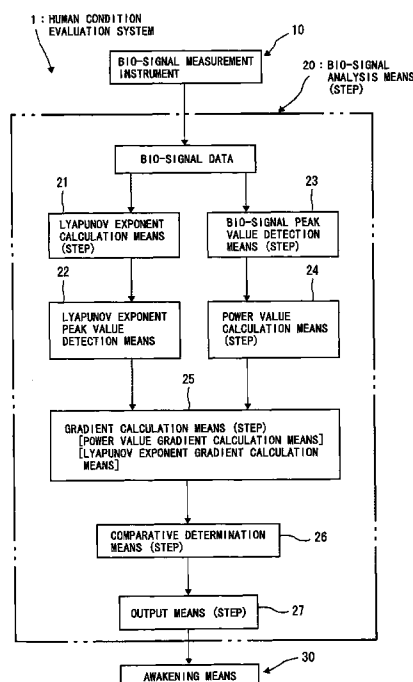 1 : HUMAN CONDITION
EVALUATION SYSTEM
10
BIO-SIGNAL MEASUREMENT
INSTRUMENT
20 : BIO-SIGNAL
ANALYSIS MEANS
(STEP)
BIO-SIGNAL DATA
21
LYAPUNOV EXPONENT
CALCULATION MEANS
(STEP)
23
BIO-SIGNAL PEAK
VALUE DETECTION
MEANS (STEP)
22
LYAPUNOV EXPONENT
PEAK VALUE
DETECTION MEANS
24
POWER VALUE
CALCULATION MEANS
(STEP)
25
GRADIENT CALCULATION MEANS (STEP)
[POWER VALUE GRADIENT CALCULATION MEANS]
[LYAPUNOV EXPONENT GRADIENT CALCULATION
MEANS]
COMPARATIVE DETERMINATION
MEANS (STEP)
26
OUTPUT MEANS (STEP)
27
30
AWAKENING MEANS